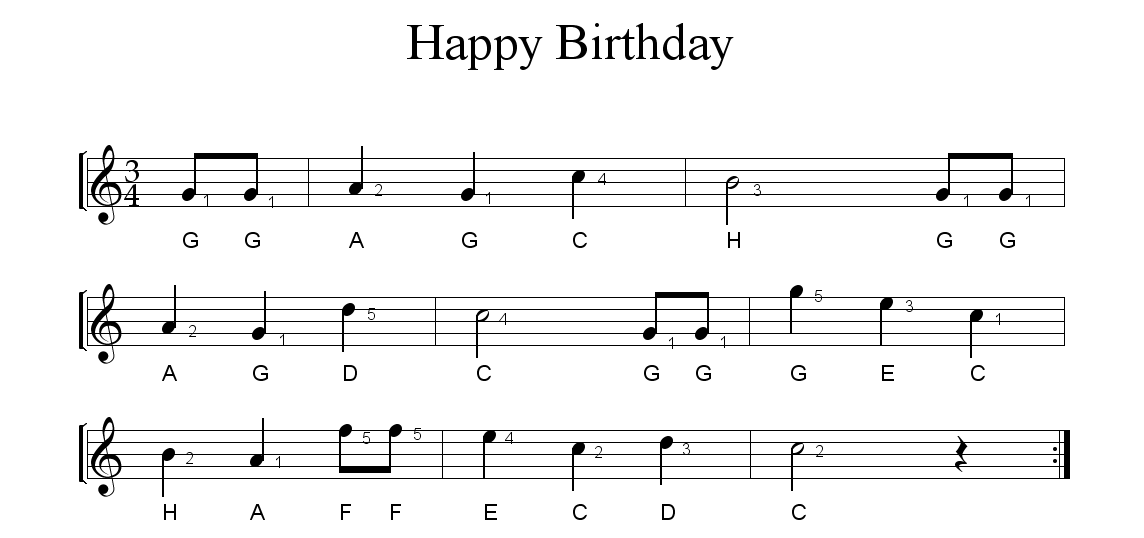 Happy Birthday
3
4
1 1 2 1 4 3 1 1
G G A G C H G G
2 1 5 4 1 1 5 3 1
A G D C G G G E C
2 1 5 5 4 2 3 2
H A F F E C D C